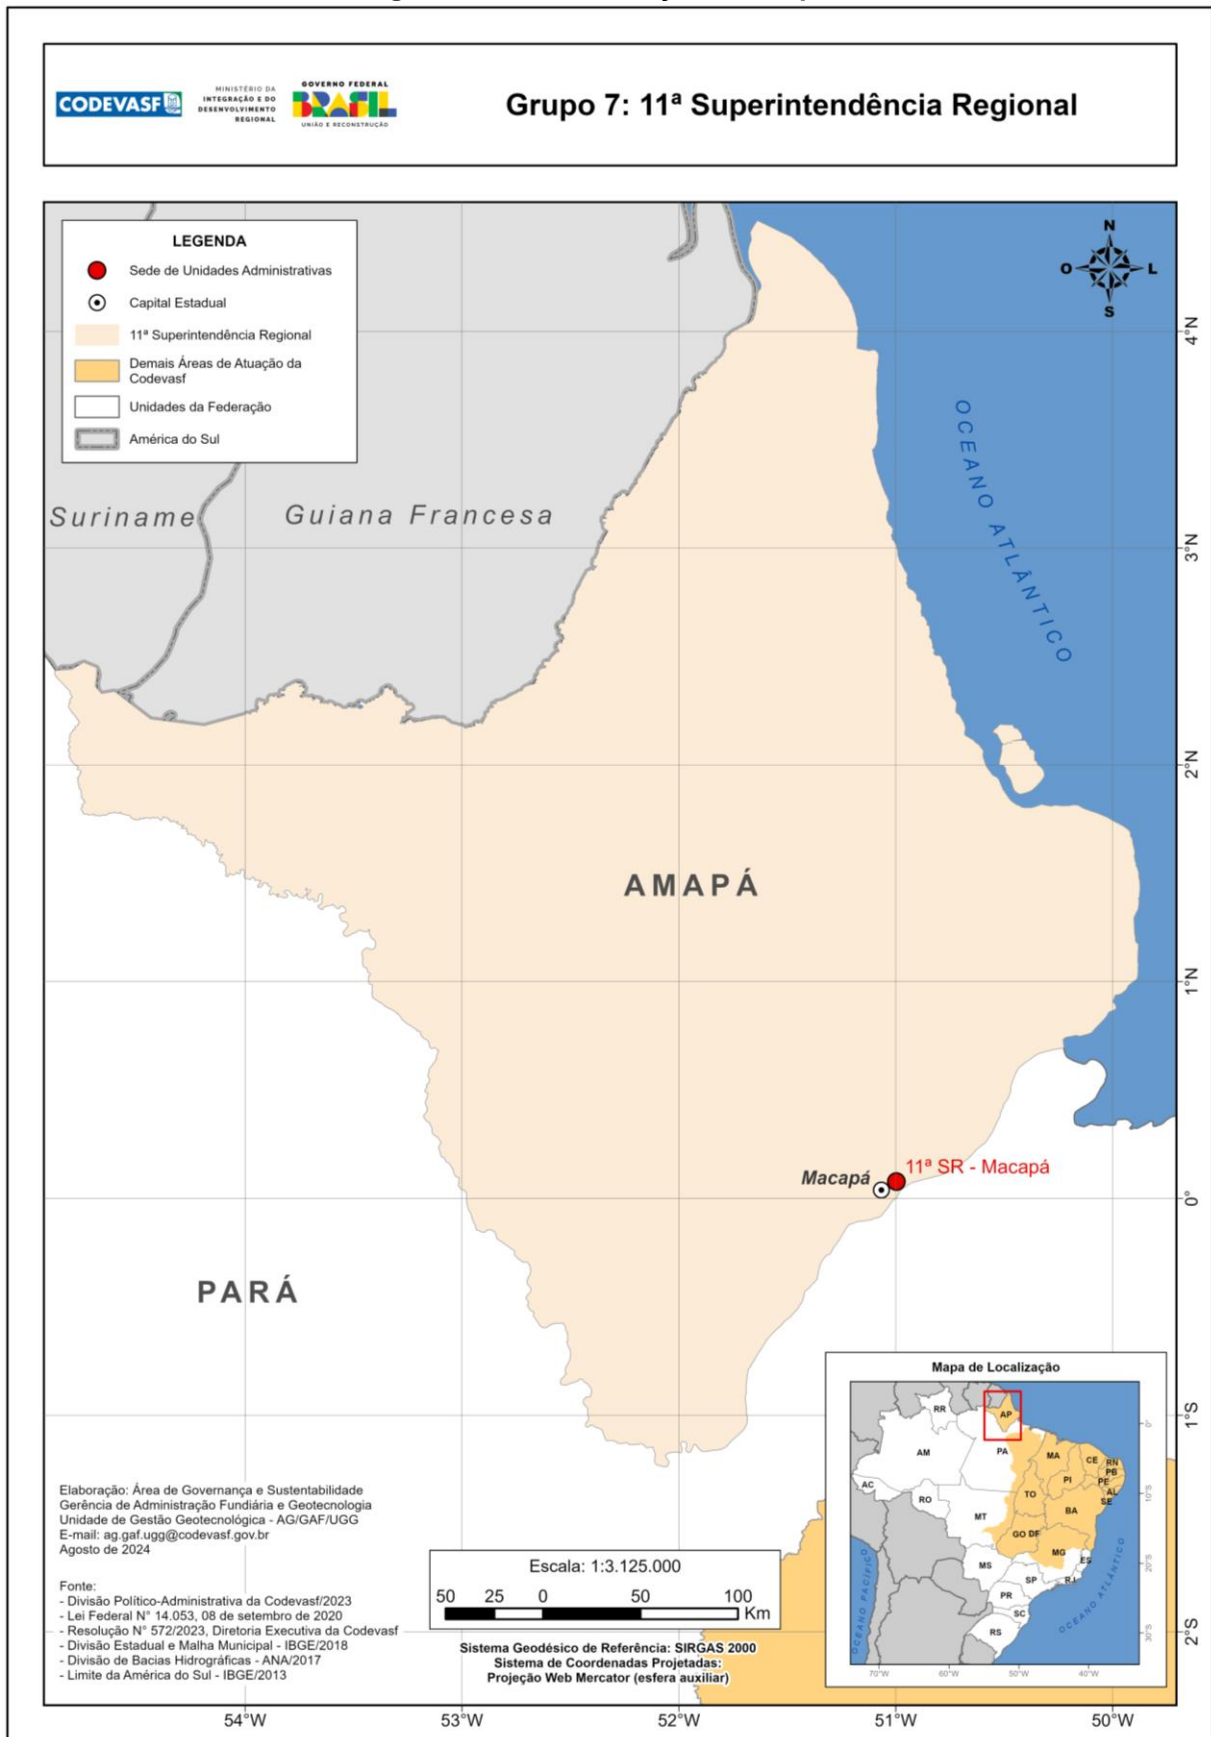 CODEVASF
MINISTÉRIO DA
INTEGRAÇÃO E DO
DESENVOLVIMENTO
REGIONAL
GOVERNO FEDERAL
BRASIL
UNIÃO E RECONSTRUÇÃO
Grupo 7: 11ª Superintendência Regional
LEGENDA
Sede de Unidades Administrativas
Capital Estadual
11ª Superintendência Regional
Demais Áreas de Atuação da
Codevasf
Unidades da Federação
América do Sul
N
O L
S
4°N
OCEANO ATLÂNTICO
Suriname
Guiana Francesa
3°N
2°N
AMAPÁ
1°N
11ª SR - Macapá
Macapá
0°
PARÁ
1°S
Mapa de Localização
RR
AP
AM
PA
MA
CE
RN
PB
PE
AL
SE
PI
AC
RO
TO
BA
MT
GO
DF
MG
ES
MS
SP
RJ
PR
SC
RS
OCEANO PACÍFICO
OCEANO ATLÂNTICO
0°
10°S
20°S
30°S
70°W
60°W
50°W
40°W
Elaboração: Área de Governança e Sustentabilidade
Gerência de Administração Fundiária e Geotecnologia
Unidade de Gestão Geotecnológica - AG/GAF/UGG
E-mail: ag.gaf.ugg@codevasf.gov.br
Agosto de 2024
Fonte:
- Divisão Político-Administrativa da Codevasf/2023
- Lei Federal N° 14.053, 08 de setembro de 2020
- Resolução N° 572/2023, Diretoria Executiva da Codevasf
- Divisão Estadual e Malha Municipal - IBGE/2018
- Divisão de Bacias Hidrográficas - ANA/2017
- Limite da América do Sul - IBGE/2013
Escala: 1:3.125.000
50 25 0 50 100
Km
Sistema Geodésico de Referência: SIRGAS 2000
Sistema de Coordenadas Projetadas:
Projeção Web Mercator (esfera auxiliar)
2°S
54°W
53°W
52°W
51°W
50°W